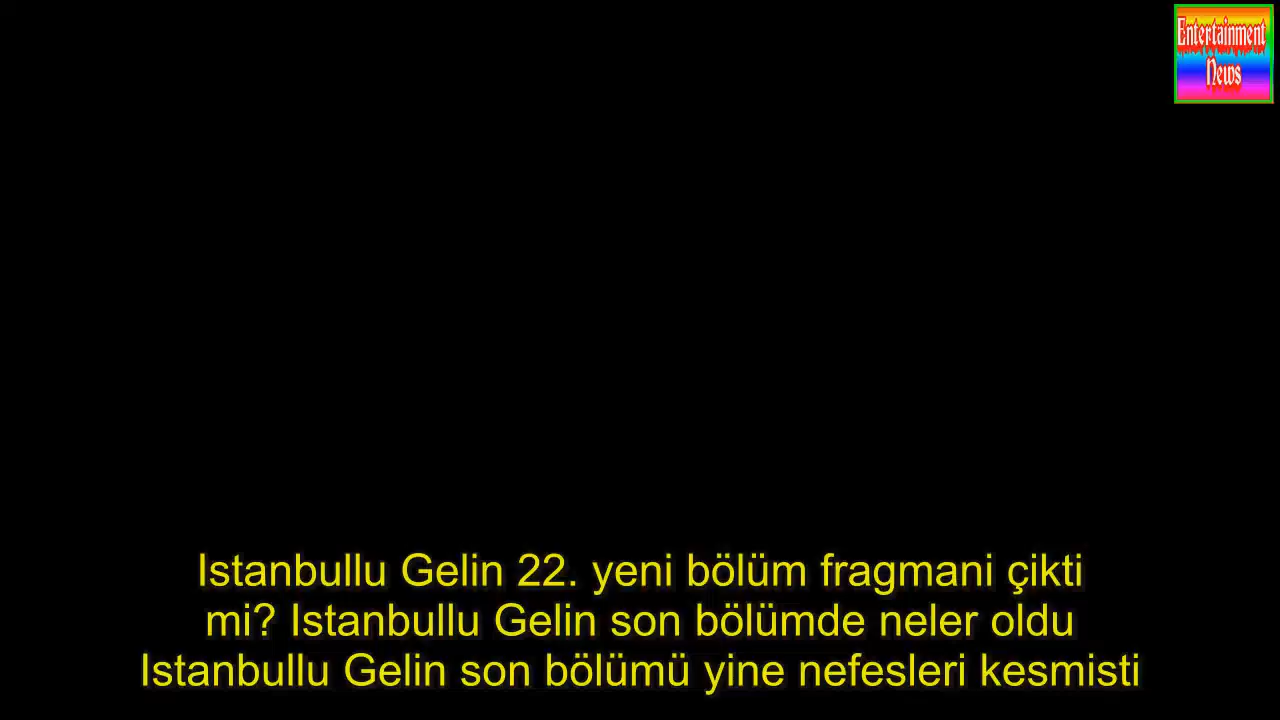 Entertainment
News
Istanbullu Gelin 22. yeni bölüm fragmani çikti
mi? Istanbullu Gelin son bölümde neler oldu
Istanbullu Gelin son bölümü yine nefesleri kesmisti